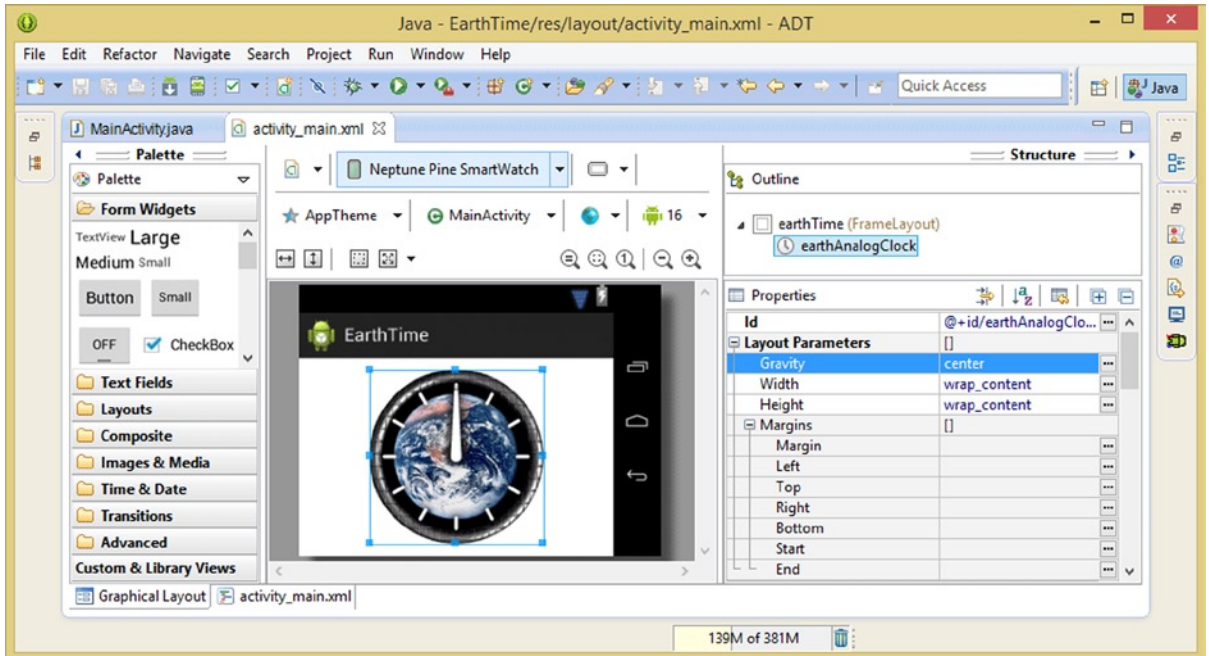 Java - EarthTime/res/layout/activity_main.xml - ADT
File Edit Refactor Navigate Search Project Run Window Help
Quick Access
Java
MainActivity.java
activity_main.xml
Palette
Palette
Form Widgets
TextView Large
Medium Small
Button Small
OFF CheckBox
Text Fields
Layouts
Composite
Images & Media
Time & Date
Transitions
Advanced
Custom & Library Views
Neptune Pine SmartWatch
AppTheme MainActivity 16
EarthTime
Structure
Outline
earthTime (FrameLayout)
earthAnalogClock
Properties
Id @+id/earthAnalogClo...
Layout Parameters []
Gravity center
Width wrap_content
Height wrap_content
Margins []
Margin
Left
Top
Right
Bottom
Start
End
Graphical Layout activity_main.xml
139M of 381M